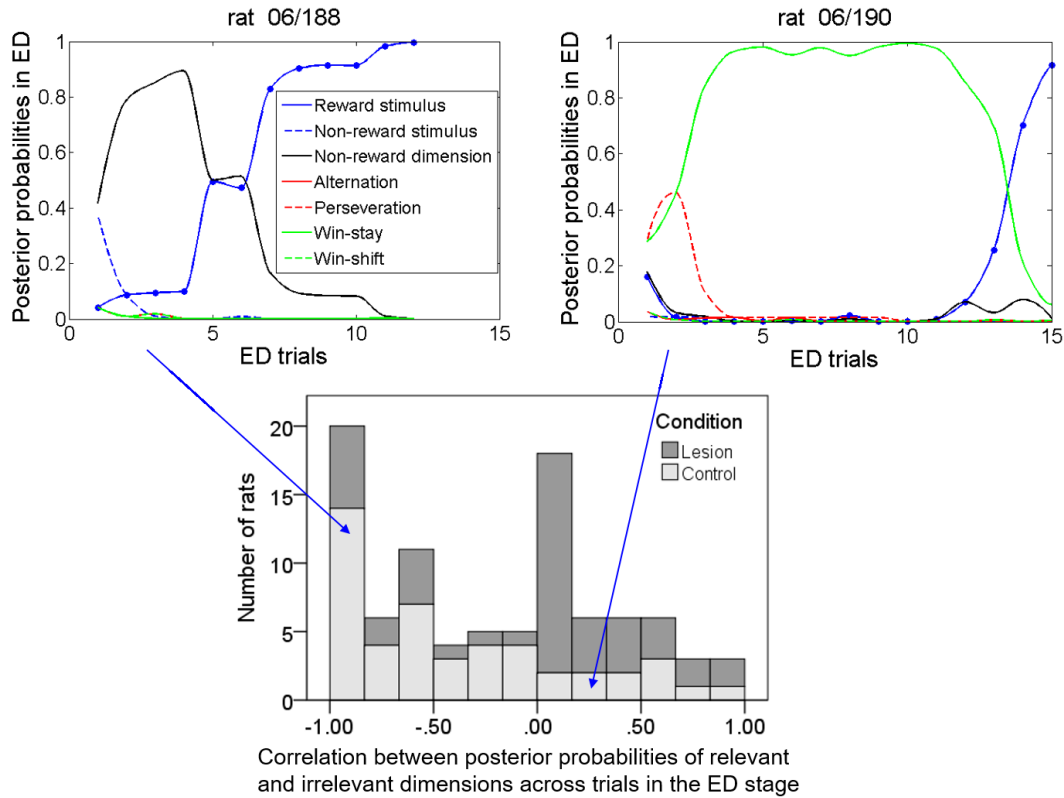 rat 06/188
Posterior probabilities in ED
1
0.8
0.6
0.4
0.2
0
0
5
10
15
ED trials
Reward stimulus
Non-reward stimulus
Non-reward dimension
Alternation
Perseveration
Win-stay
Win-shift
rat 06/190
Posterior probabilities in ED
1
0.8
0.6
0.4
0.2
0
0
5
10
15
ED trials
Number of rats
20
15
10
5
0
-1.00
-.50
.00
.50
1.00
Condition
Lesion
Control
Correlation between posterior probabilities of relevant
and irrelevant dimensions across trials in the ED stage